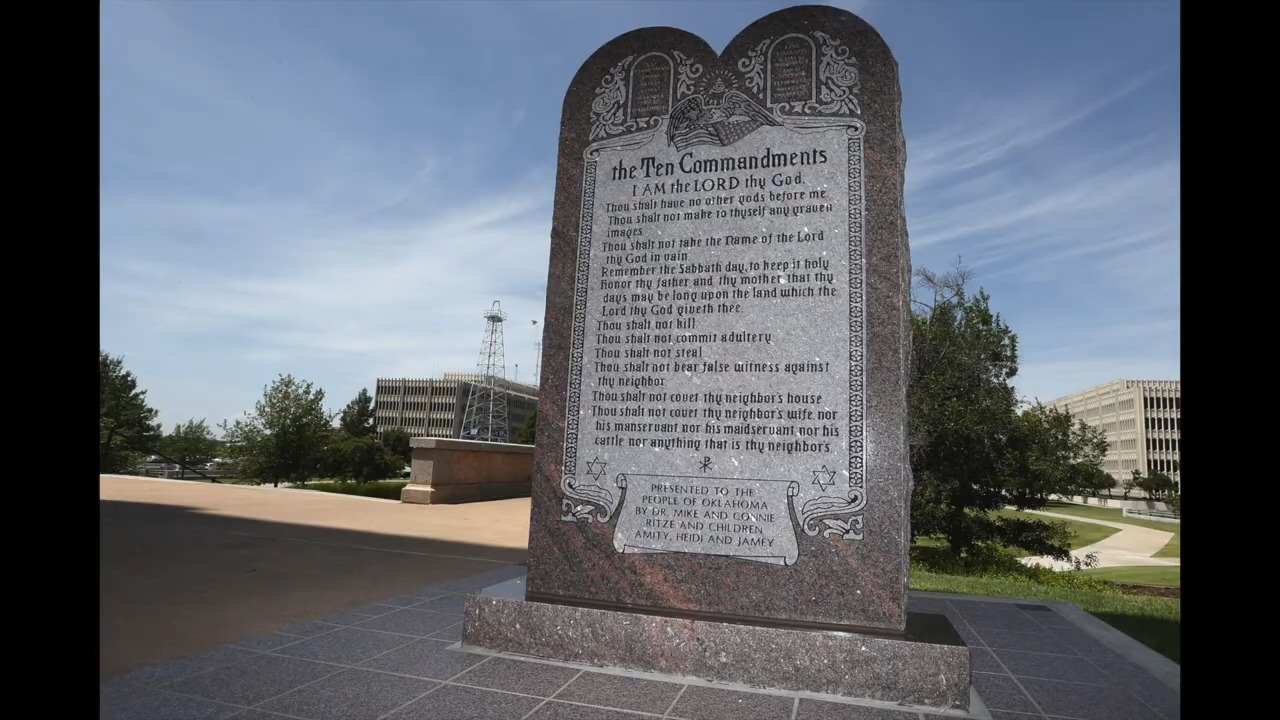 the Ten Commandments
I AM the LORD thy God.
Thou shalt have no other gods before me
Thou shalt not make to thyself any graven
images
Thou shalt not take the Name of the Lord
thy God in vain
Remember the Sabbath day, to keep it holy
Honor thy father and thy mother that thy
days may be long upon the land which the
Lord thy God giveth thee.
Thou shalt not kill
Thou shalt not commit adultery
Thou shalt not steal
Thou shalt not bear false witness against
thy neighbor
Thou shalt not covet thy neighbor's house
Thou shalt not covet thy neighbor's wife nor
his manservant nor his maidservant nor his
cattle nor anything that is thy neighbor's
PRESENTED TO THE
PEOPLE OF OKLAHOMA
BY DR. MIKE AND CONNIE
RITZE AND CHILDREN
AMITY, HEIDI AND JAMEY